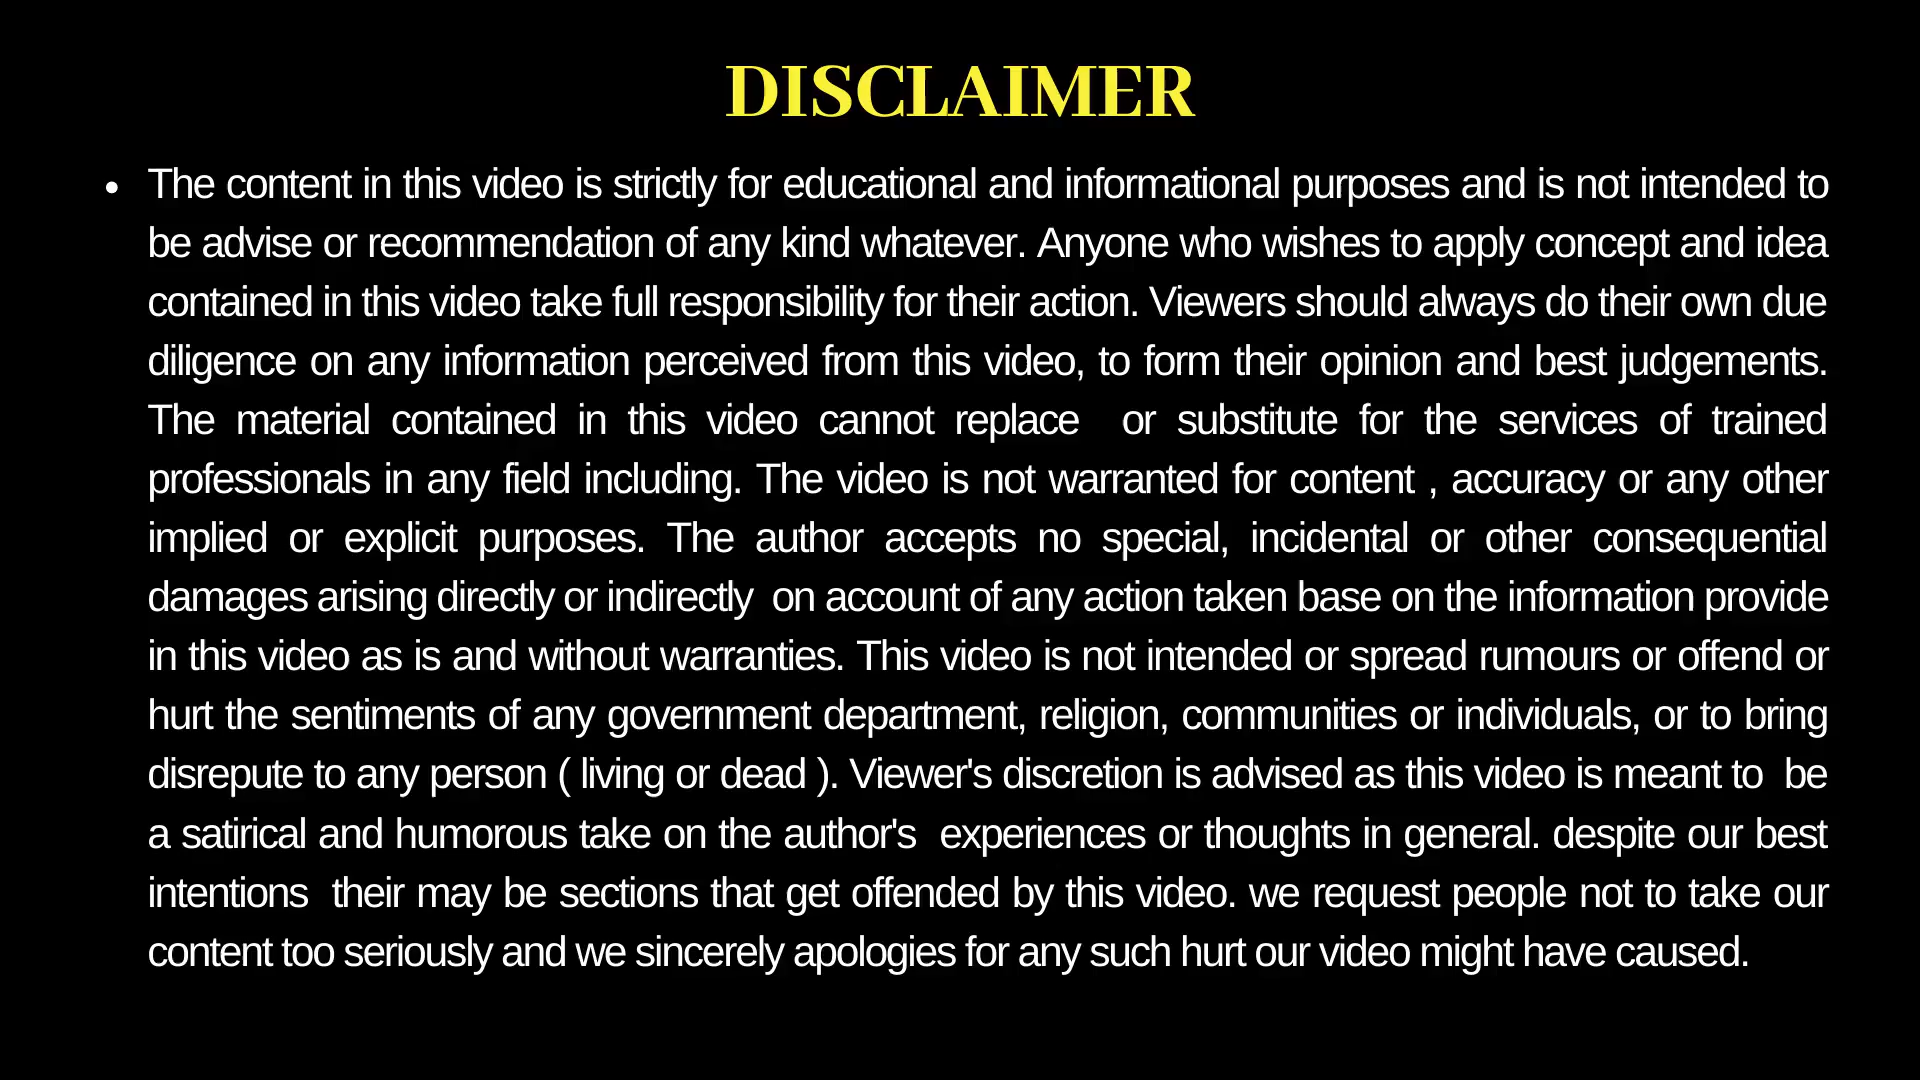 DISCLAIMER
• The content in this video is strictly for educational and informational purposes and is not intended to
be advise or recommendation of any kind whatever. Anyone who wishes to apply concept and idea
contained in this video take full responsibility for their action. Viewers should always do their own due
diligence on any information perceived from this video, to form their opinion and best judgements.
The material contained in this video cannot replace  or substitute for the services of trained
professionals in any field including. The video is not warranted for content , accuracy or any other
implied or explicit purposes. The author accepts no special, incidental or other consequential
damages arising directly or indirectly  on account of any action taken base on the information provide
in this video as is and without warranties. This video is not intended or spread rumours or offend or
hurt the sentiments of any government department, religion, communities or individuals, or to bring
disrepute to any person ( living or dead ). Viewer's discretion is advised as this video is meant to  be
a satirical and humorous take on the author's  experiences or thoughts in general. despite our best
intentions  their may be sections that get offended by this video. we request people not to take our
content too seriously and we sincerely apologies for any such hurt our video might have caused.